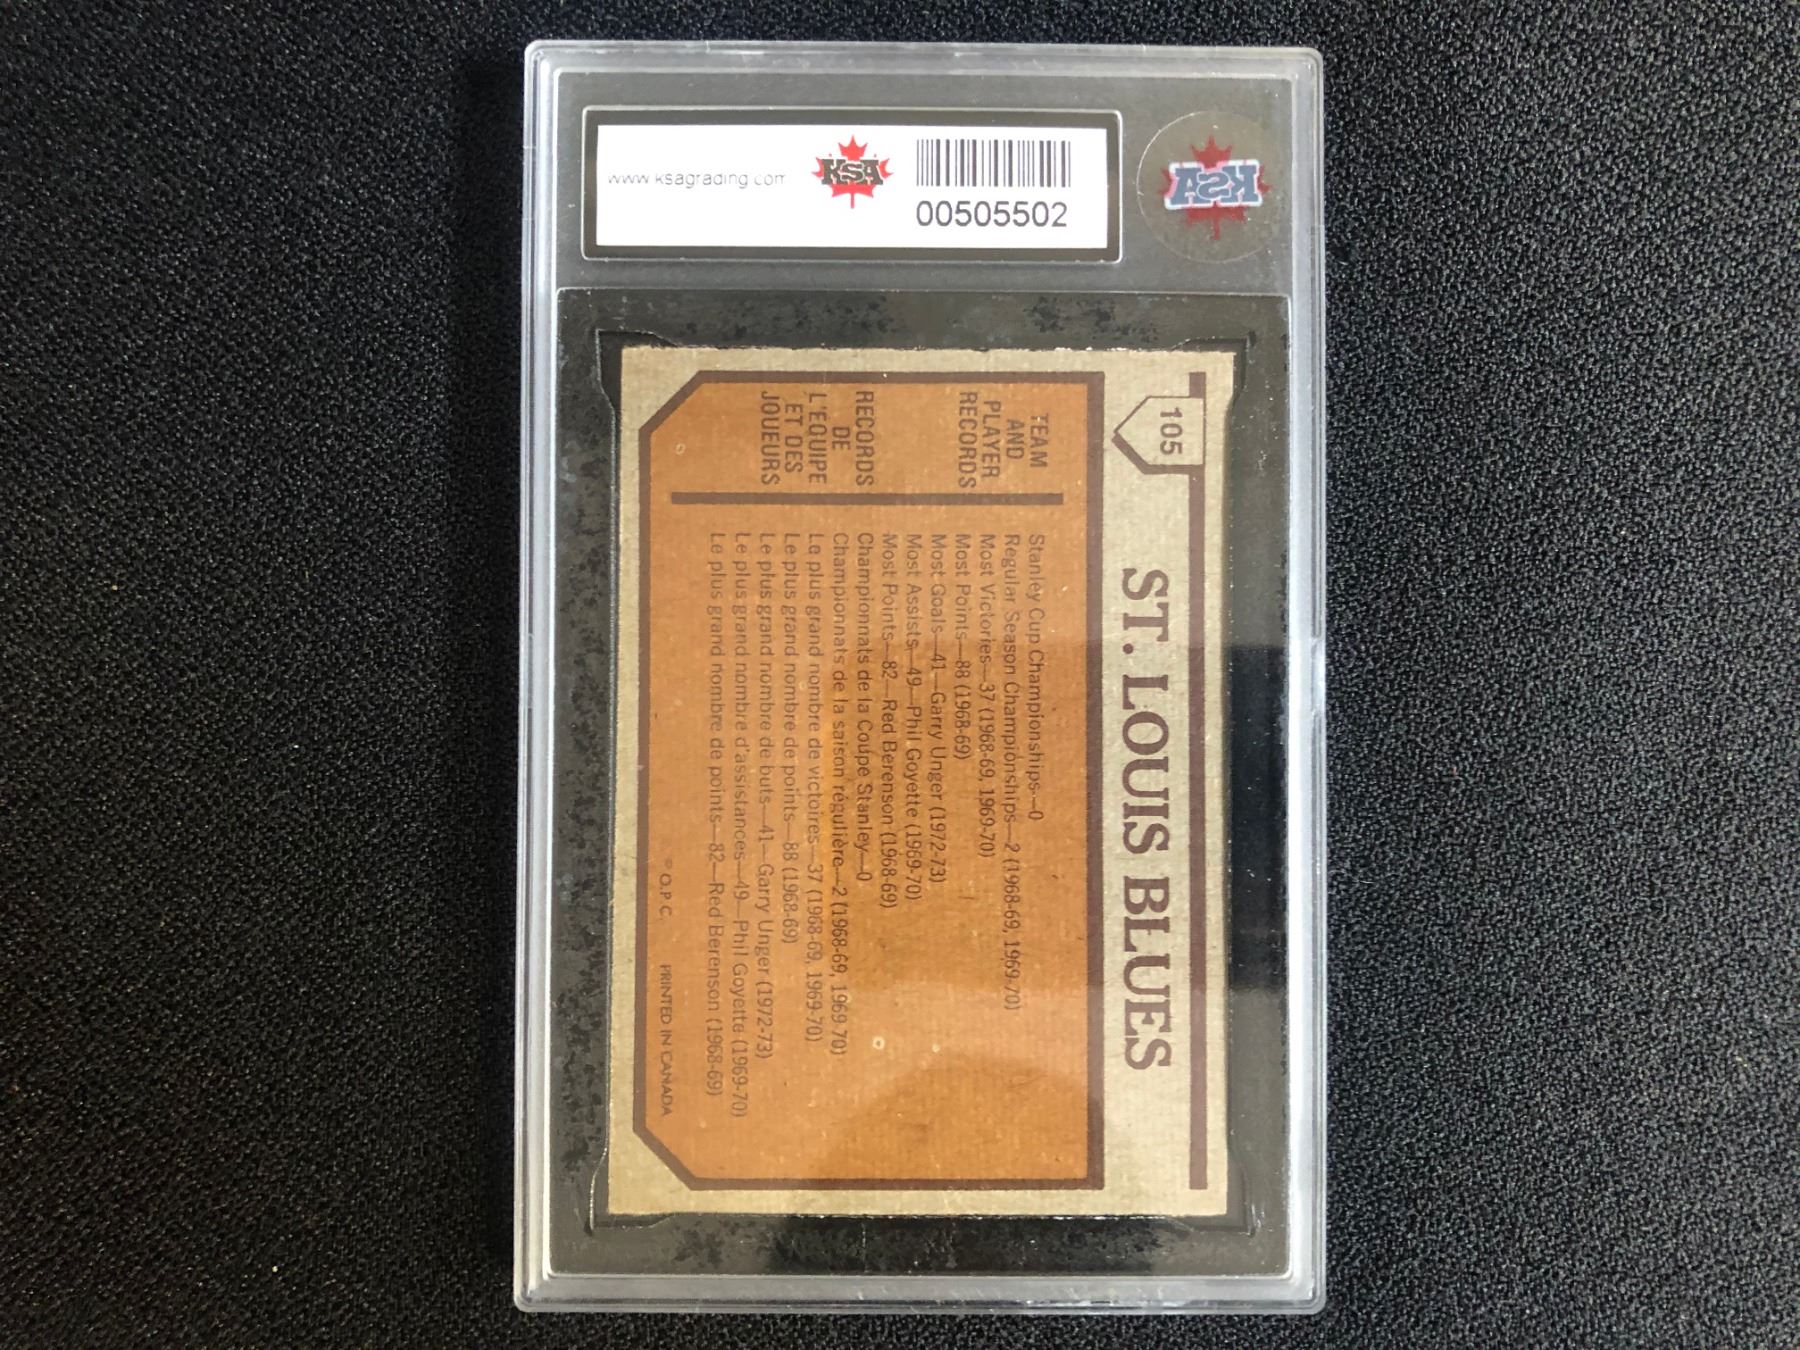 www.ksagrading.com
KSA
00505502
KSA
105
ST. LOUIS BLUES
TEAM
AND
PLAYER
RECORDS
Stanley Cup Championships—0
Regular Season Championships—2 (1968-69, 1969-70)
Most Victories—37 (1968-69, 1969-70)
Most Points—88 (1968-69)
Most Goals—41—Garry Unger (1972-73)
Most Assists—49—Phil Goyette (1969-70)
Most Points—82—Red Berenson (1968-69)
RECORDS
DE
L'ÉQUIPE
ET DES
JOUEURS
Championnats de la Coupe Stanley—0
Championnats de la saison régulière—2 (1968-69, 1969-70)
Le plus grand nombre de victoires—37 (1968-69, 1969-70)
Le plus grand nombre de points—88 (1968-69)
Le plus grand nombre de buts—41—Garry Unger (1972-73)
Le plus grand nombre d'assistances—49—Phil Goyette (1969-70)
Le plus grand nombre de points—82—Red Berenson (1968-69)
© O.P.C. PRINTED IN CANADA